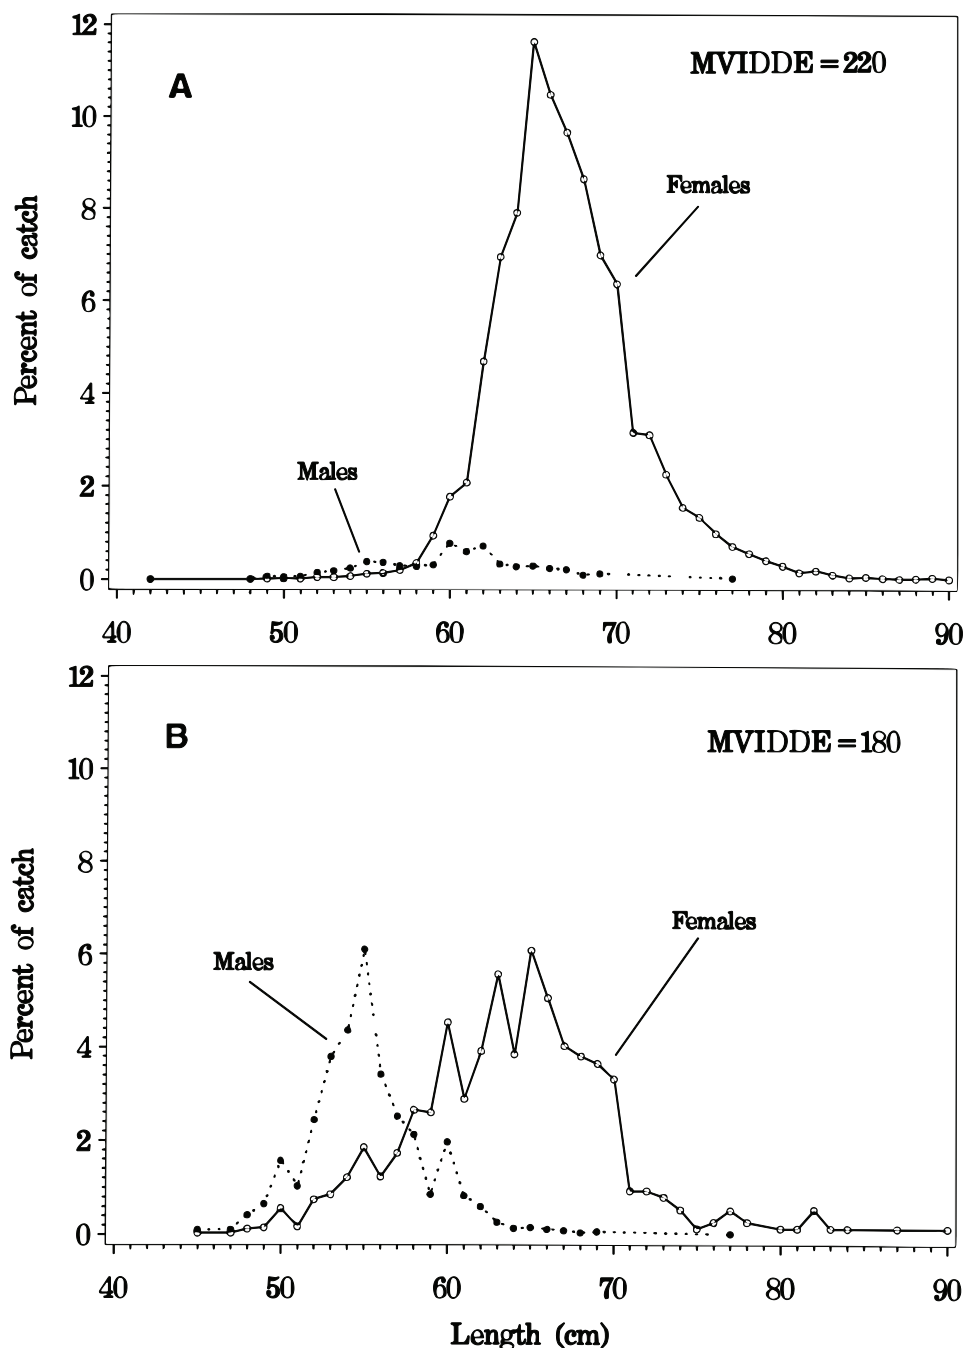 12
A
MVIDDE=220
10
Females
8
6
4
Males
2
0
Percent of catch
40 50 60 70 80 90
12
B
MVIDDE=180
10
8
Females
6
Males
4
2
0
Percent of catch
40 50 60 70 80 90
Length (cm)